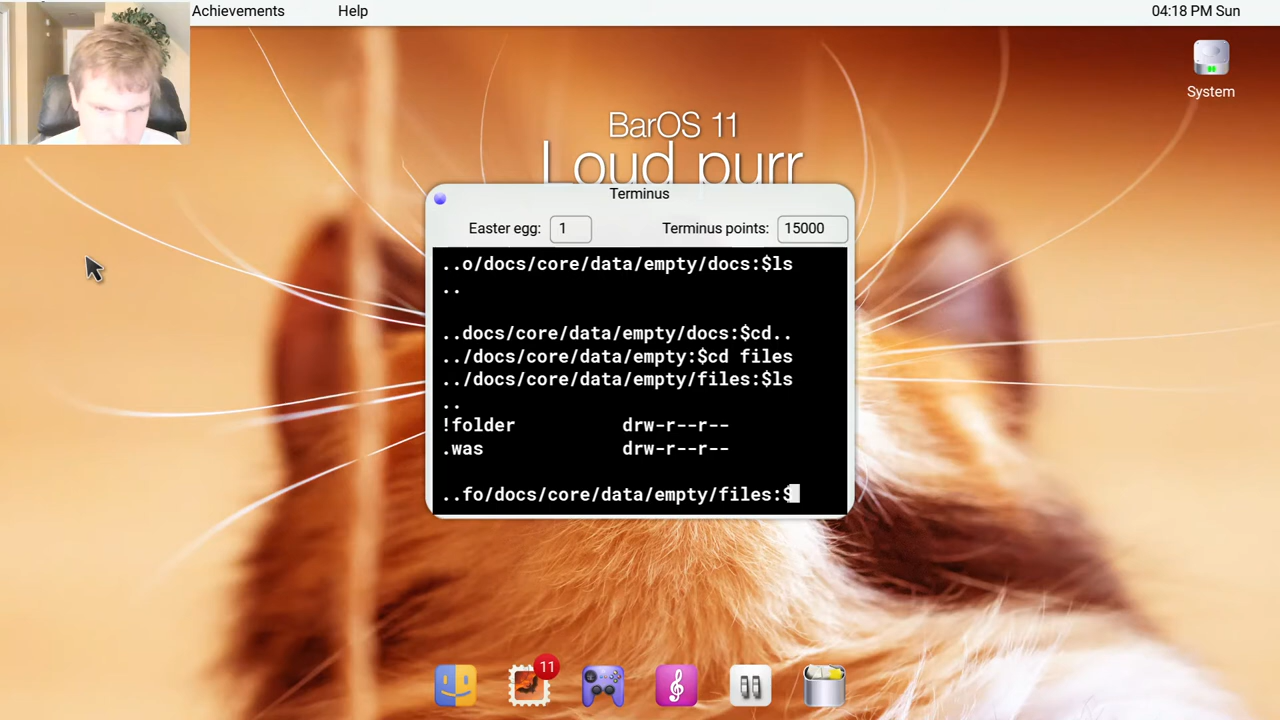 Achievements Help 04:18 PM Sun
System
BarOS 11
Loud purr
Terminus
Easter egg: 1 Terminus points: 15000
..o/docs/core/data/empty/docs:$ls
..
..docs/core/data/empty/docs:$cd..
../docs/core/data/empty:$cd files
../docs/core/data/empty/files:$ls
..
!folder drw-r--r--
.was drw-r--r--
..fo/docs/core/data/empty/files:$
11